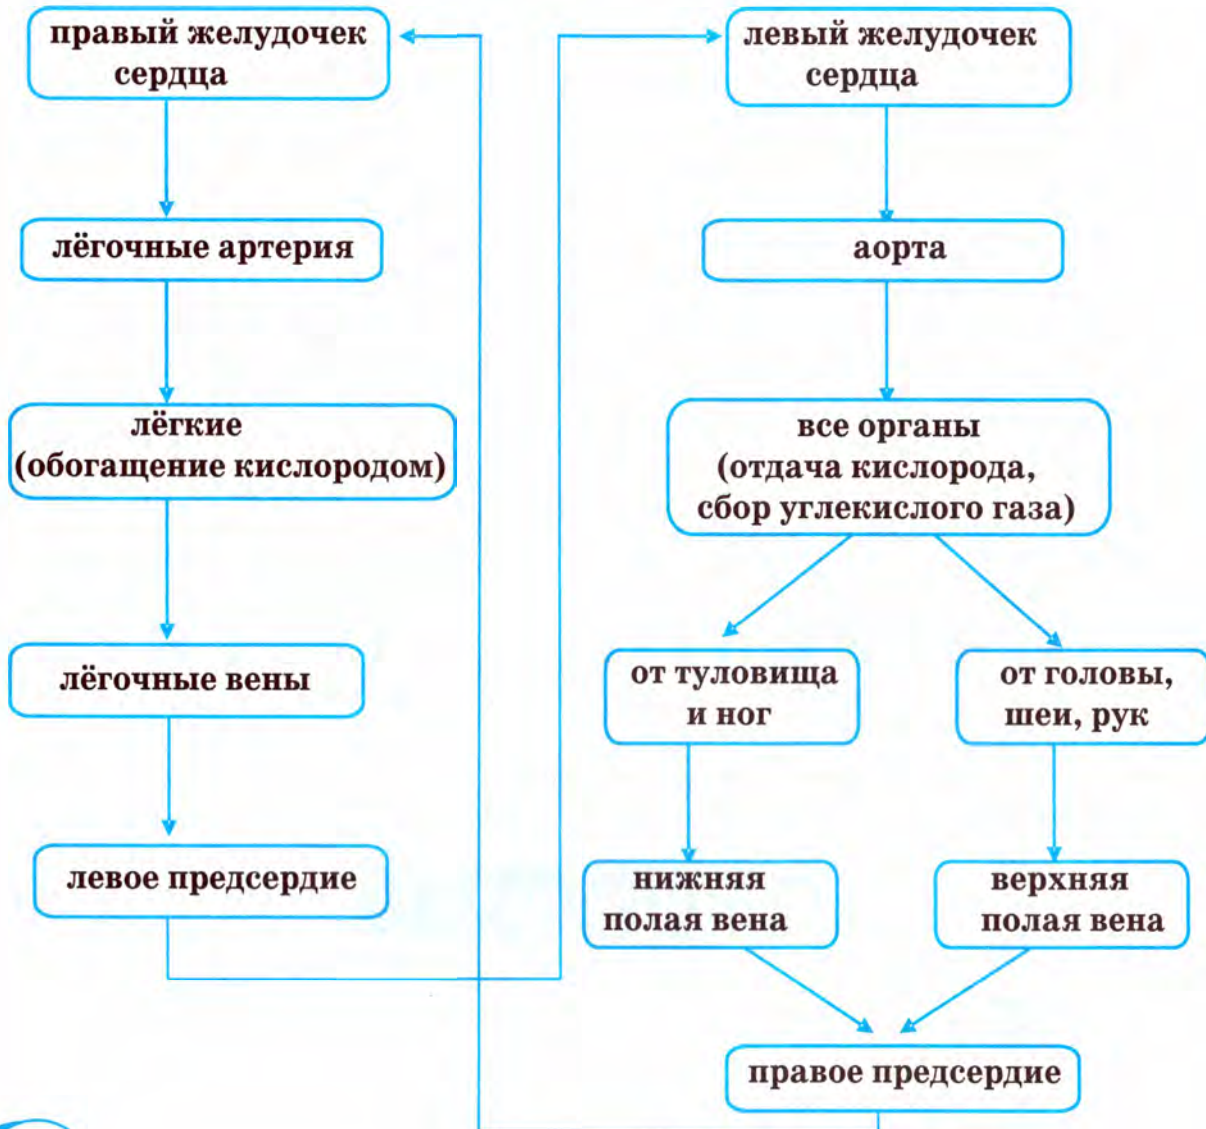 правый желудочек
сердца
лёгочные артерия
лёгкие
(обогащение кислородом)
лёгочные вены
левое предсердие
левый желудочек
сердца
аорта
все органы
(отдача кислорода,
сбор углекислого газа)
от туловища
и ног
от головы,
шеи, рук
нижняя
полая вена
верхняя
полая вена
правое предсердие